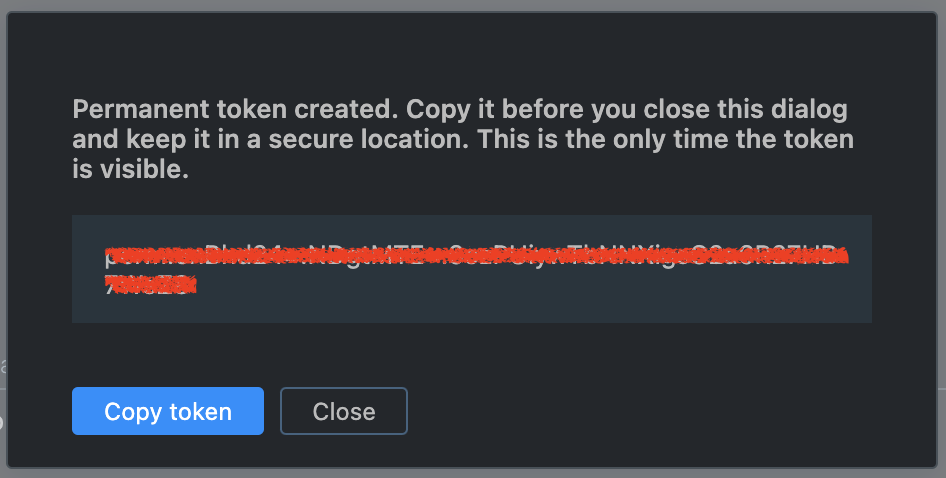 Permanent token created. Copy it before you close this dialog
and keep it in a secure location. This is the only time the token
is visible.
Copy token
Close